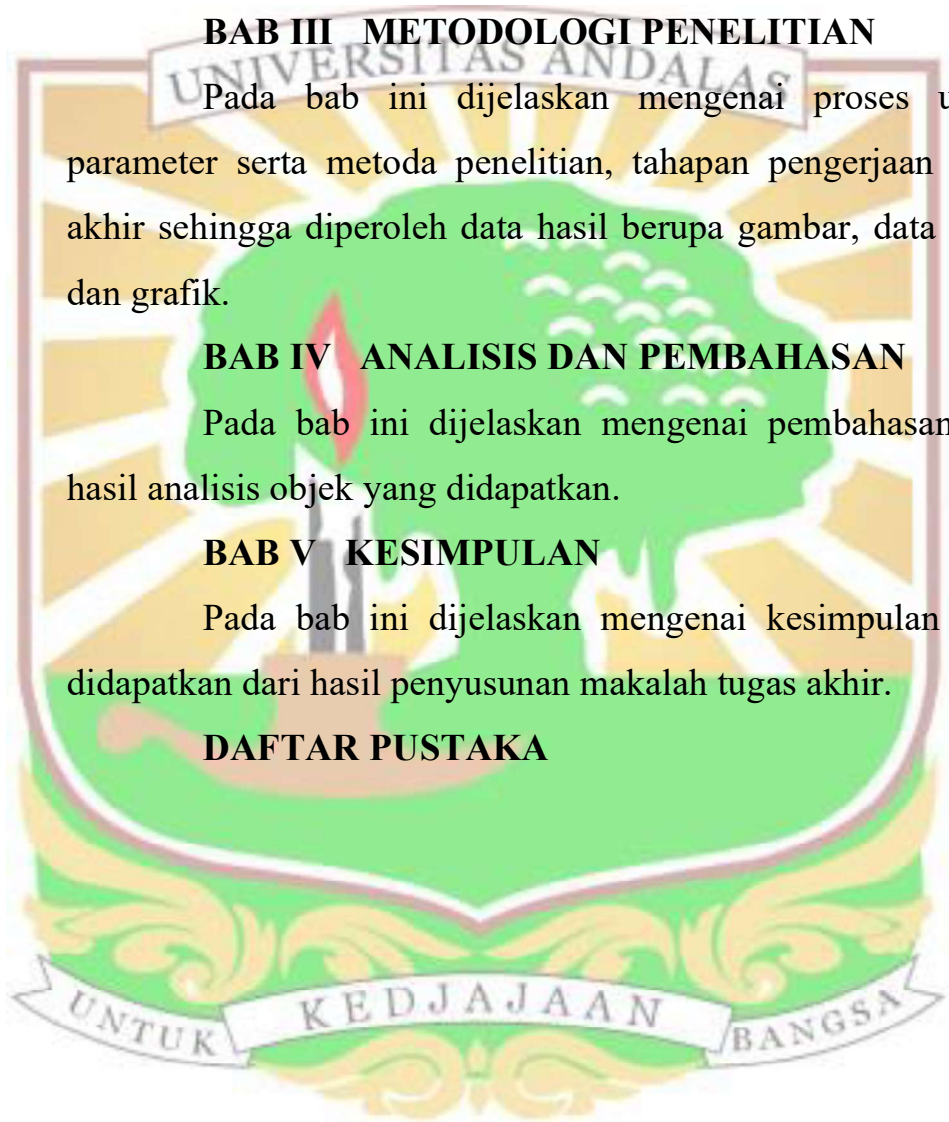 BAB III METODOLOGI PENELITIAN
UNIVERSITAS ANDALAS
Pada bab ini dijelaskan mengenai proses
parameter serta metoda penelitian, tahapan pengerjaan
akhir sehingga diperoleh data hasil berupa gambar, data
dan grafik.
BAB IV ANALISIS DAN PEMBAHASAN
Pada bab ini dijelaskan mengenai pembahasan
hasil analisis objek yang didapatkan.
BAB V KESIMPULAN
Pada bab ini dijelaskan mengenai kesimpulan
didapatkan dari hasil penyusunan makalah tugas akhir.
DAFTAR PUSTAKA
UNTUK KEDJAJAAN BANGSA